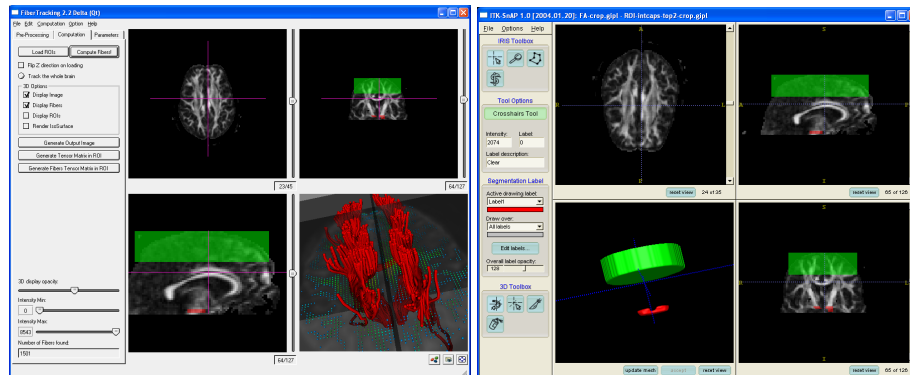 FiberTracking 2.2 Delta (Qt)
File Edit Computation Option Help
Pre-Processing Computation Parameters
Load ROIs Compute Fibers!
Flip Z direction on loading
Track the whole brain
3D Options
Display Image
Display Fibers
Display ROIs
Render IsoSurface
Generate Output Image
Generate Tensor Matrix in ROI
Generate Fibers Tensor Matrix in ROI
3D display opacity:
Intensity Min:
0
Intensity Max:
8543
Number of Fibers found:
1581
23/45
64/127
64/127
ITK-SnAP 1.0 [2004.01.20]: FA-crop.gipl - ROI-intcaps-top2-crop.gipl
File Options Help
IRIS Toolbox
Tool Options
Crosshairs Tool
Intensity: Label:
2074 0
Label description:
Clear
Segmentation Label
Active drawing label:
Label1
Draw over:
All labels
Edit labels...
Overall label opacity:
128
3D Toolbox
A
R L
P
reset view 24 of 35
S
A P
I
reset view 65 of 128
update mesh accept reset view
S
R L
I
reset view 65 of 128